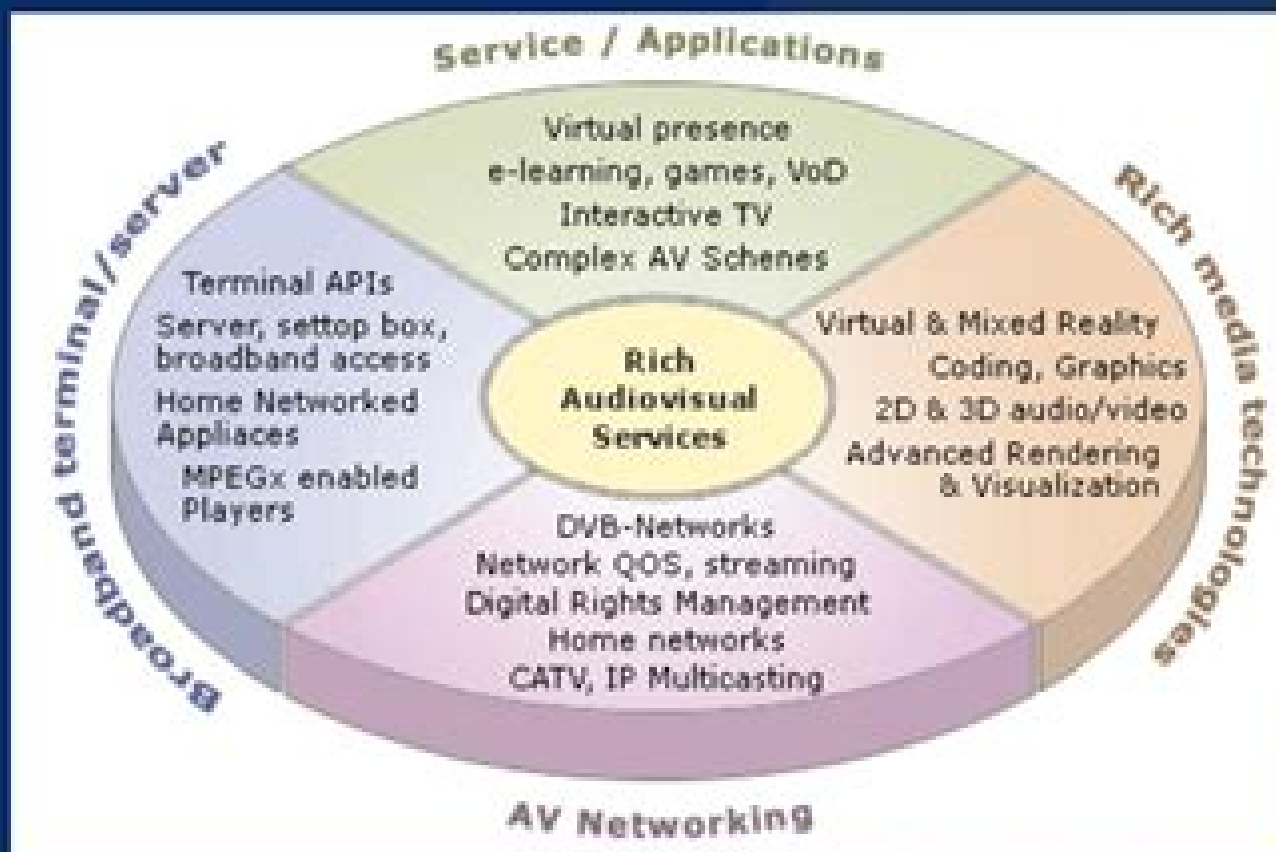 Service / Applications
Virtual presence
e-learning, games, VoD
Interactive TV
Complex AV Schenes
Broadband terminal/server
Terminal APIs
Server, settop box,
broadband access
Home Networked
Appliaces
MPEGx enabled
Players
Rich
Audiovisual
Services
Rich media technologies
Virtual & Mixed Reality
Coding, Graphics
2D & 3D audio/video
Advanced Rendering
& Visualization
DVB-Networks
Network QOS, streaming
Digital Rights Management
Home networks
CATV, IP Multicasting
AV Networking